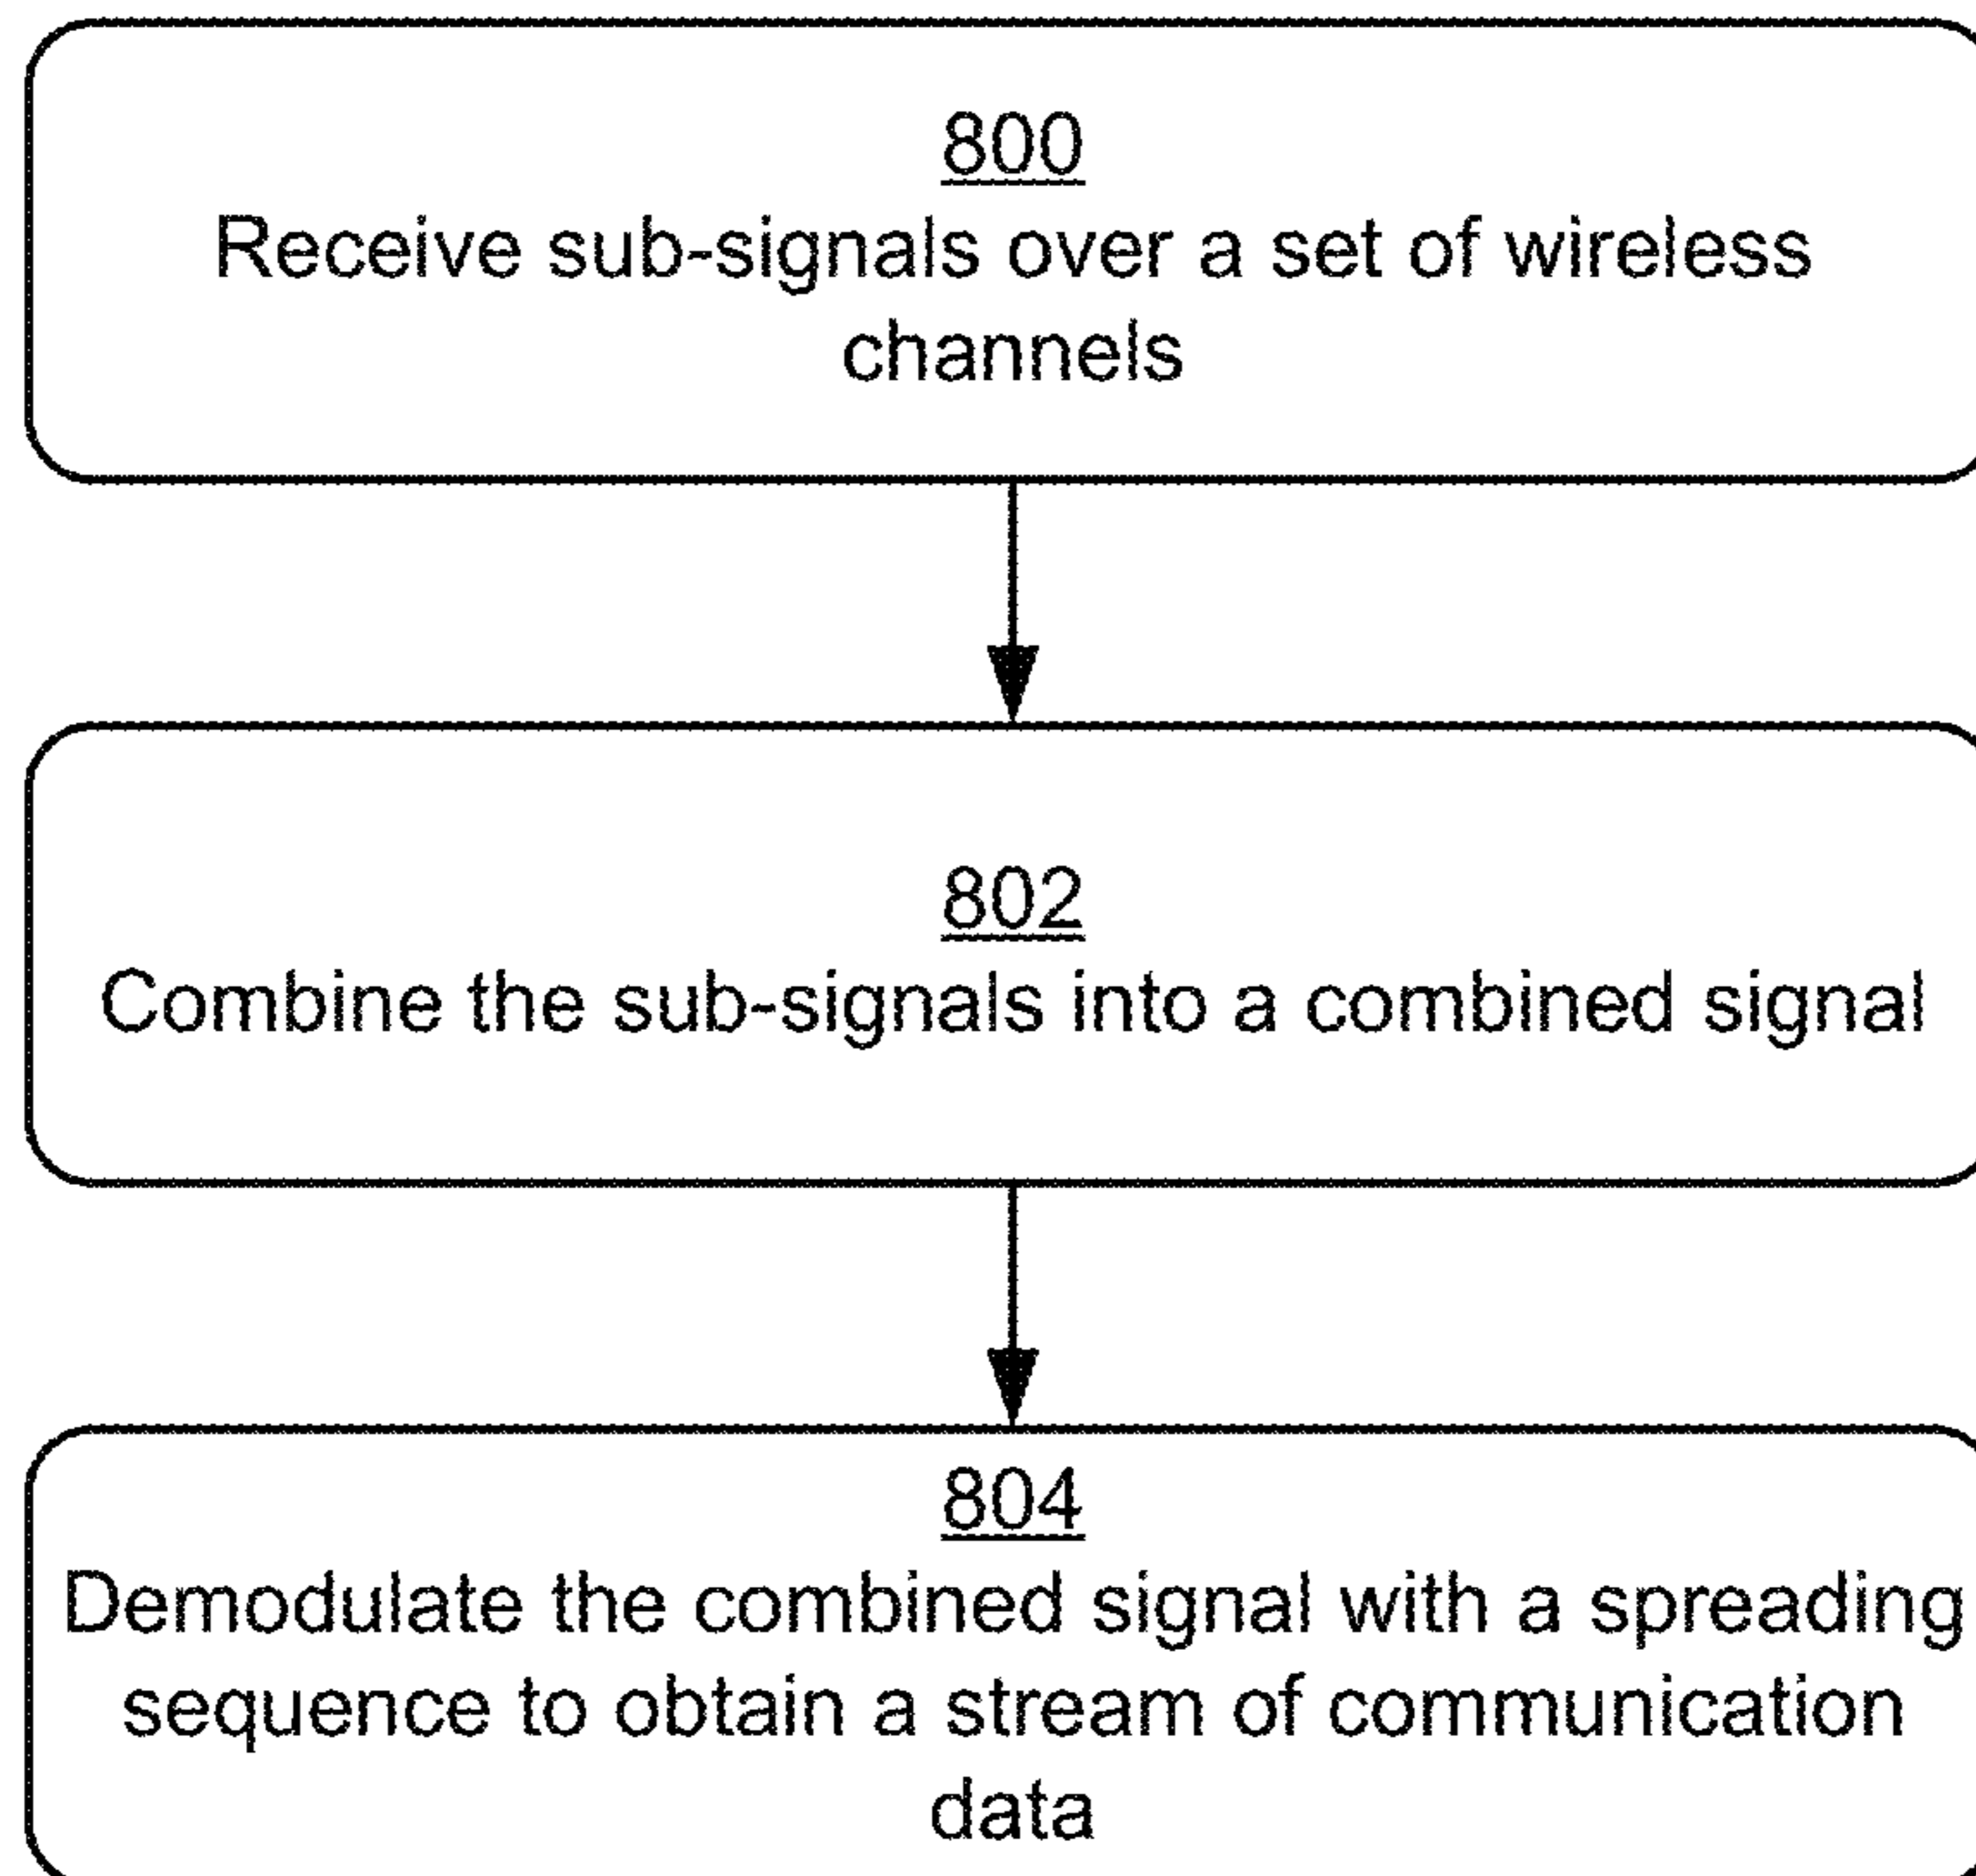 800
Receive sub-signals over a set of wireless
channels
802
Combine the sub-signals into a combined signal
804
Demodulate the combined signal with a spreading
sequence to obtain a stream of communication
data